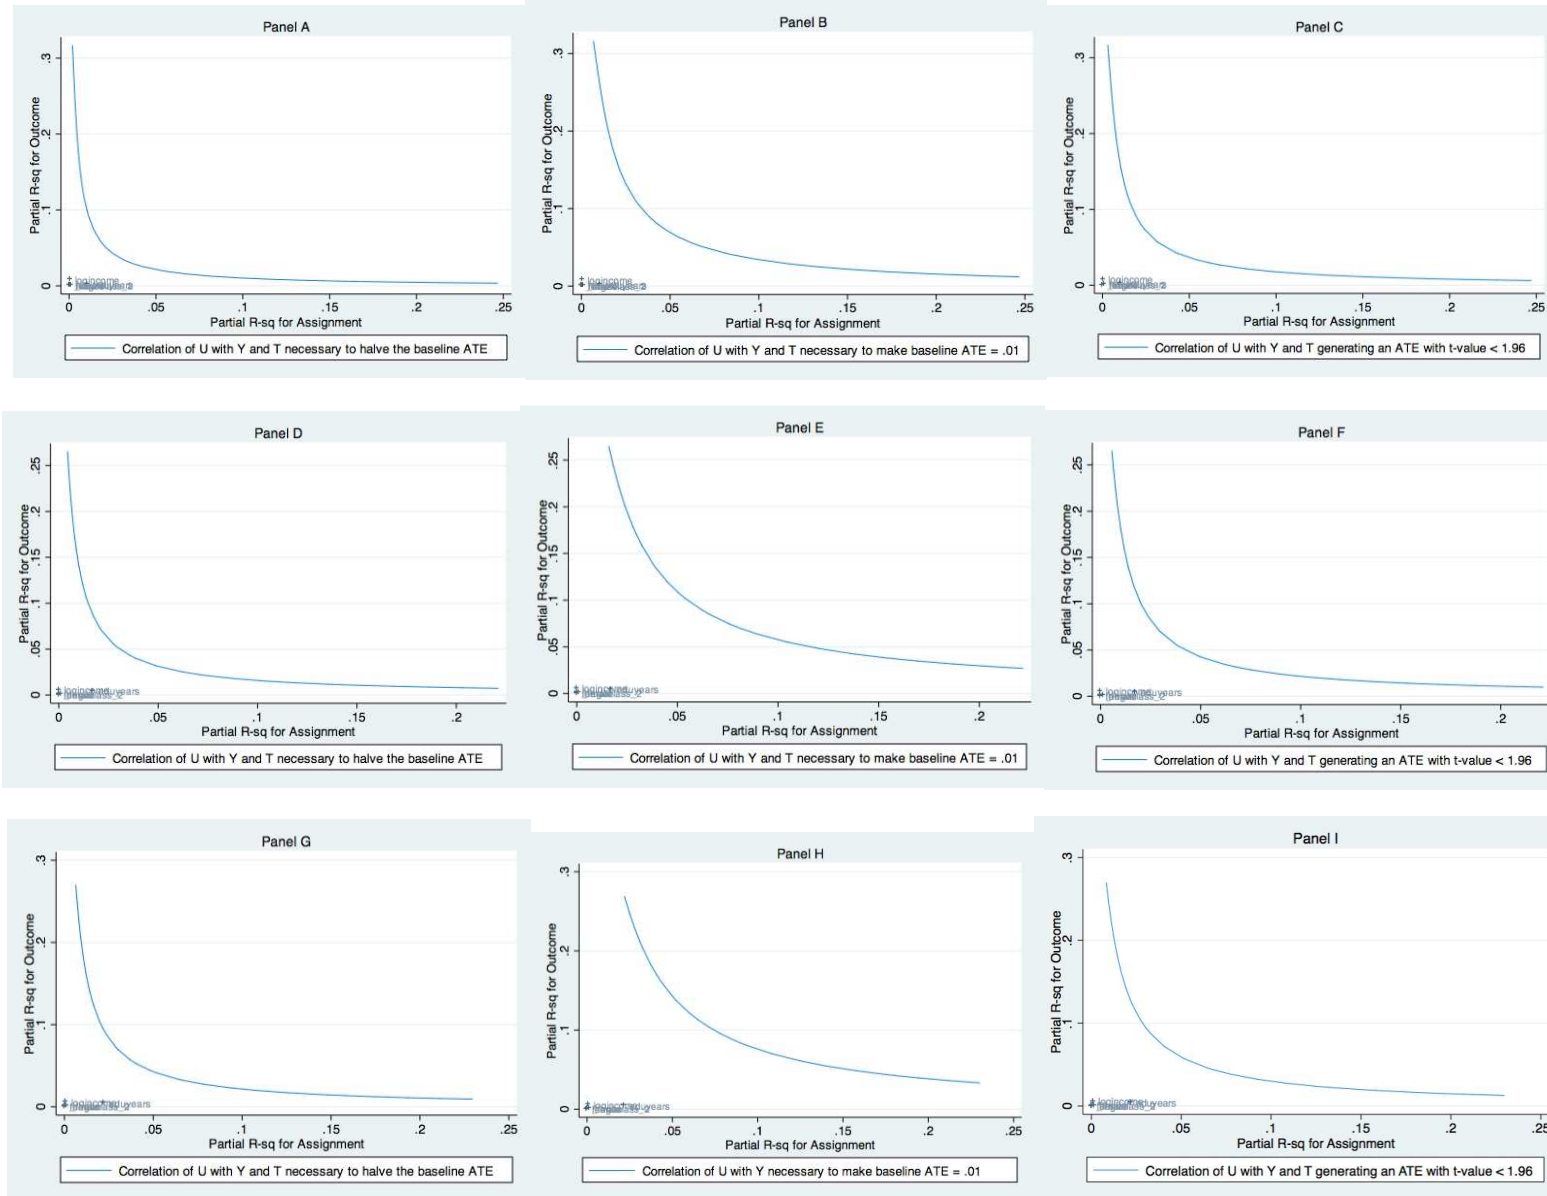 Panel A
Partial R-sq for Outcome
.3
.2
.1
0
logincome
0
.05
.1
.15
.2
.25
Partial R-sq for Assignment
Correlation of U with Y and T necessary to halve the baseline ATE
Panel B
Partial R-sq for Outcome
.3
.2
.1
0
logincome
0
.05
.1
.15
.2
.25
Partial R-sq for Assignment
Correlation of U with Y and T necessary to make baseline ATE = .01
Panel C
Partial R-sq for Outcome
.3
.2
.1
0
logincome
0
.05
.1
.15
.2
.25
Partial R-sq for Assignment
Correlation of U with Y and T generating an ATE with t-value < 1.96
Panel D
Partial R-sq for Outcome
.25
.2
.15
.1
.05
0
0
.05
.1
.15
.2
Partial R-sq for Assignment
Correlation of U with Y and T necessary to halve the baseline ATE
Panel E
Partial R-sq for Outcome
.25
.2
.15
.1
.05
0
0
.05
.1
.15
.2
Partial R-sq for Assignment
Correlation of U with Y and T necessary to make baseline ATE = .01
Panel F
Partial R-sq for Outcome
.25
.2
.15
.1
.05
0
0
.05
.1
.15
.2
Partial R-sq for Assignment
Correlation of U with Y and T generating an ATE with t-value < 1.96
Panel G
Partial R-sq for Outcome
.3
.2
.1
0
0
.05
.1
.15
.2
.25
Partial R-sq for Assignment
Correlation of U with Y and T necessary to halve the baseline ATE
Panel H
Partial R-sq for Outcome
.3
.2
.1
0
0
.05
.1
.15
.2
.25
Partial R-sq for Assignment
Correlation of U with Y necessary to make baseline ATE = .01
Panel I
Partial R-sq for Outcome
.3
.2
.1
0
0
.05
.1
.15
.2
.25
Partial R-sq for Assignment
Correlation of U with Y and T generating an ATE with t-value < 1.96